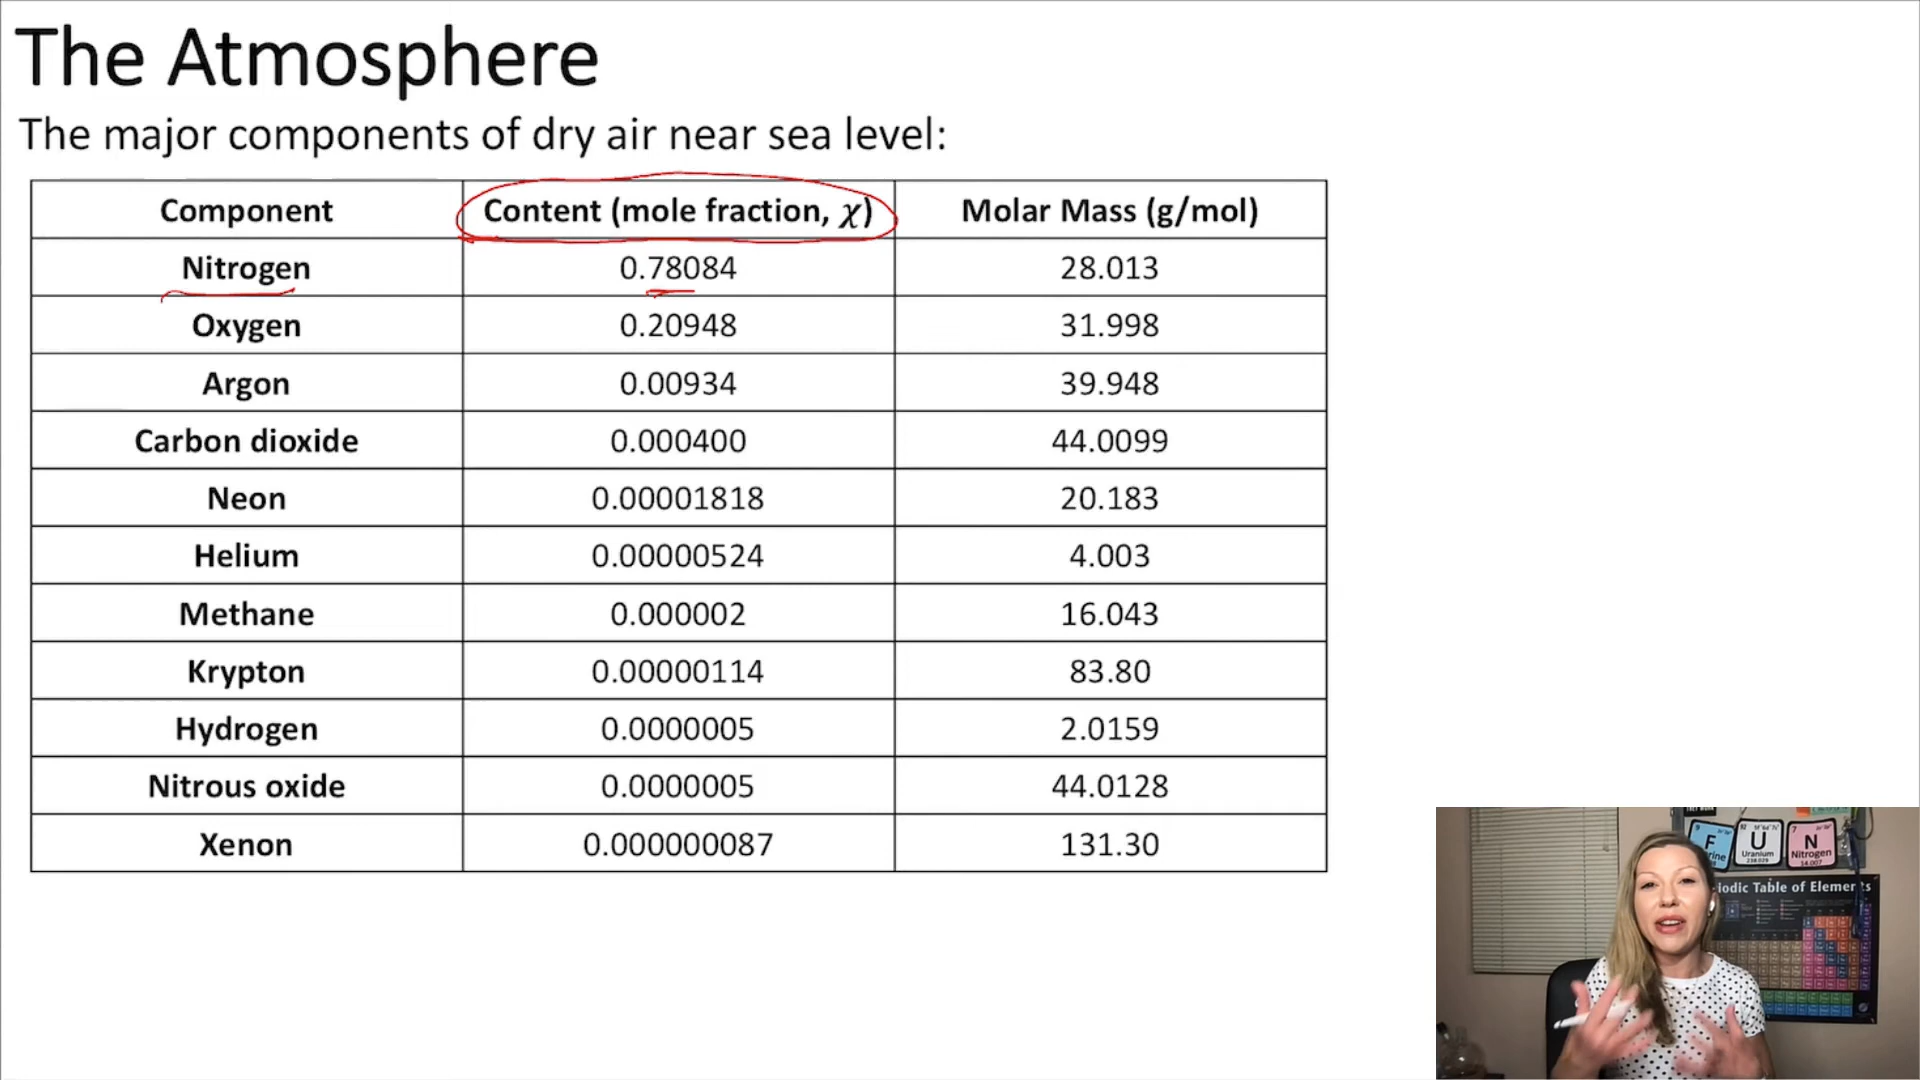 The Atmosphere
The major components of dry air near sea level:
Component Content (mole fraction, χ) Molar Mass (g/mol)
Nitrogen 0.78084 28.013
Oxygen 0.20948 31.998
Argon 0.00934 39.948
Carbon dioxide 0.000400 44.0099
Neon 0.00001818 20.183
Helium 0.00000524 4.003
Methane 0.000002 16.043
Krypton 0.00000114 83.80
Hydrogen 0.0000005 2.0159
Nitrous oxide 0.0000005 44.0128
Xenon 0.000000087 131.30
F U N
Uranium Nitrogen
Table of Elements